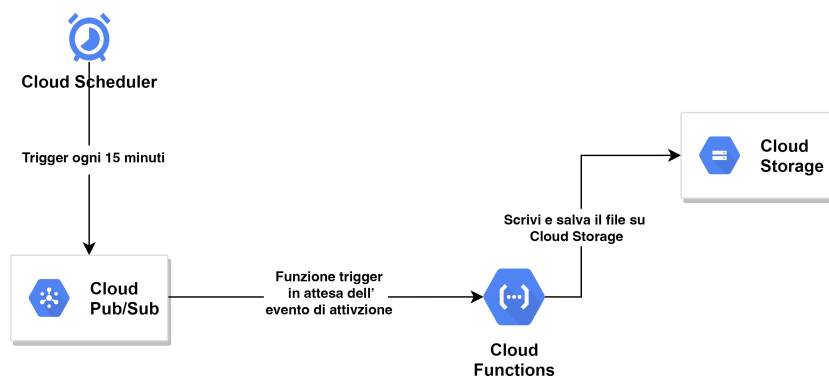 Cloud Scheduler
Trigger ogni 15 minuti
Cloud
Pub/Sub
Funzione trigger
in attesa dell'
evento di attivzione
Cloud
Functions
Scrivi e salva il file su
Cloud Storage
Cloud
Storage